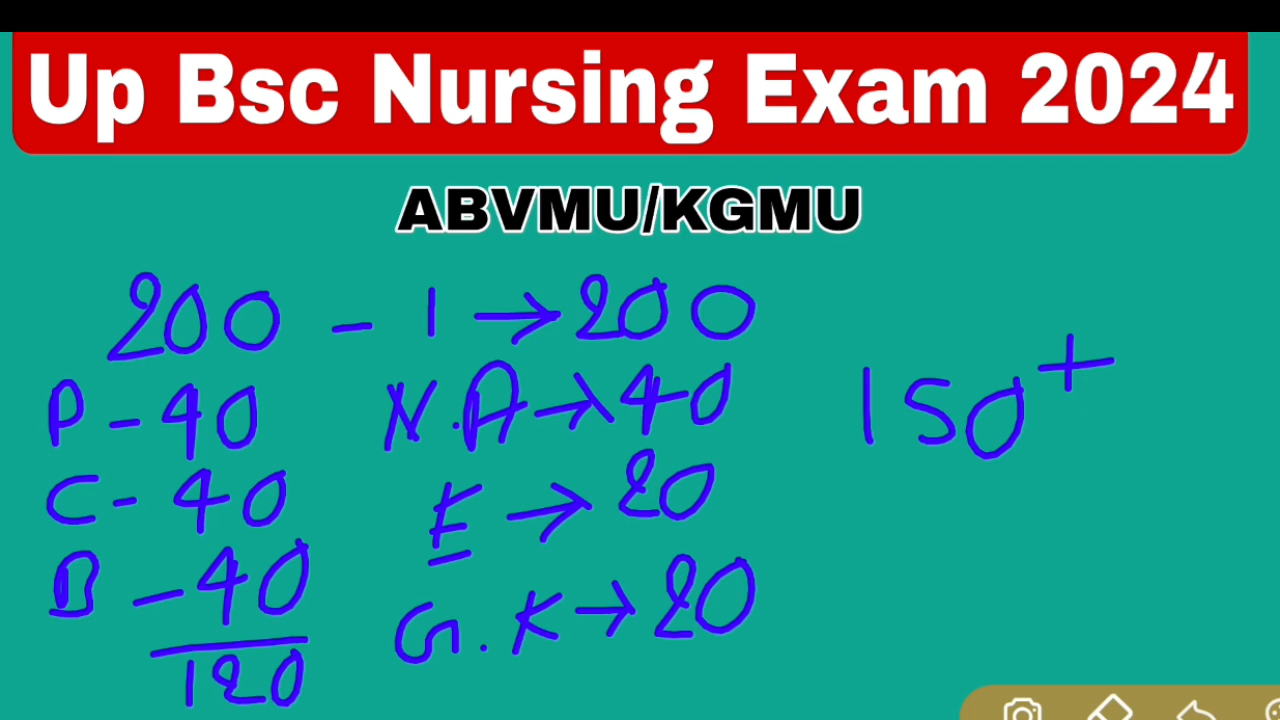 Up Bsc Nursing Exam 2024
ABVMU/KGMU
200 - 1 → 200
P - 40 N.A → 40
150+
C - 40 E → 20
B - 40 G.K → 20
120